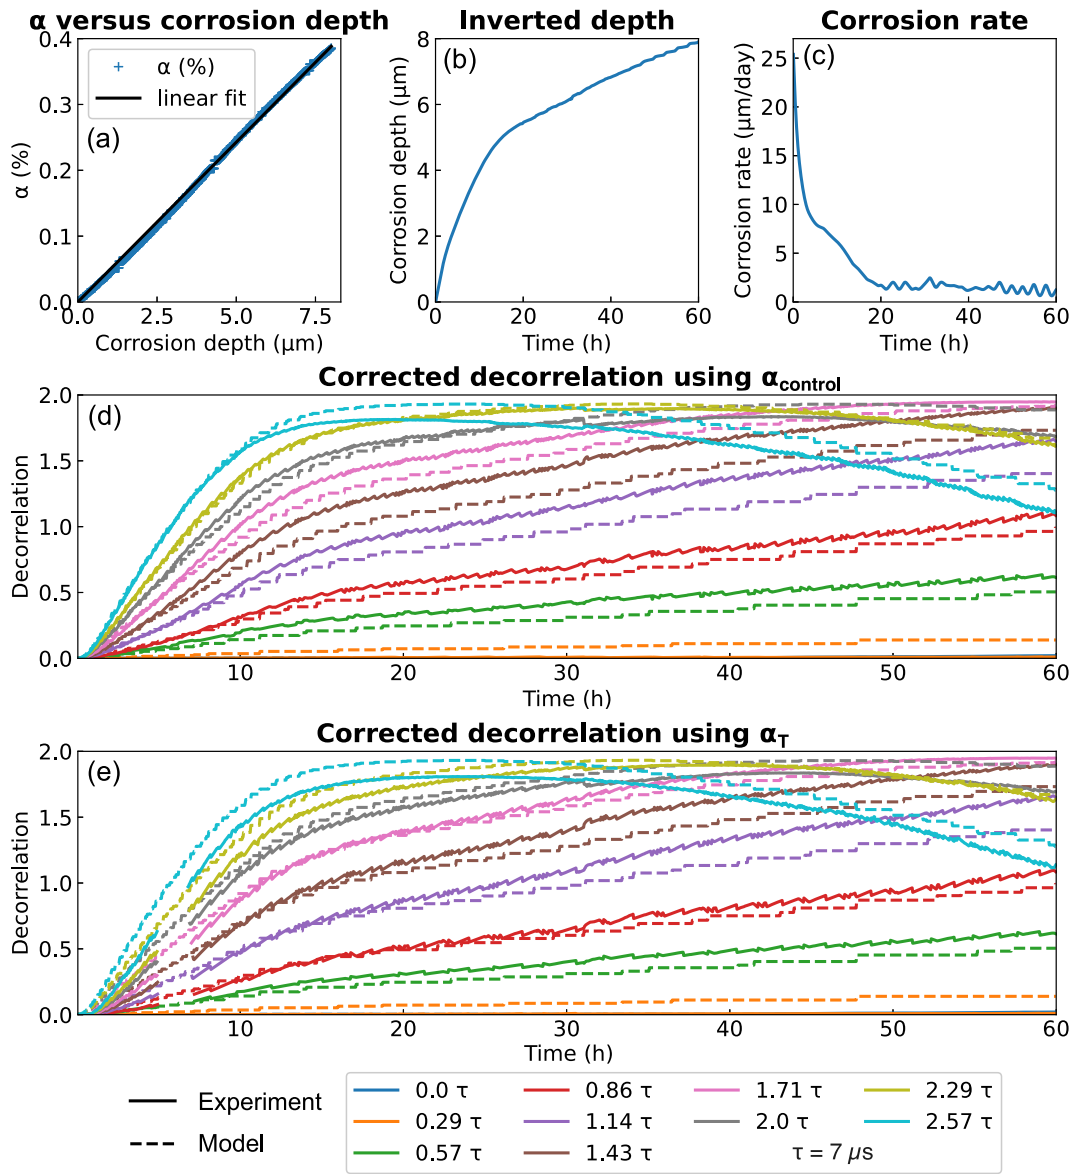 α versus corrosion depth
Inverted depth
Corrosion rate
(a)
α (%)
linear fit
0.4
0.3
0.2
0.1
0.0
α (%)
0.0 2.5 5.0 7.5
Corrosion depth (μm)
(b)
8
6
4
2
0
Corrosion depth (μm)
0 20 40 60
Time (h)
(c)
25
20
15
10
5
0
Corrosion rate (μm/day)
0 20 40 60
Time (h)
Corrected decorrelation using αcontrol
(d)
2.0
1.5
1.0
0.5
0.0
Decorrelation
10 20 30 40 50 60
Time (h)
Corrected decorrelation using αT
(e)
2.0
1.5
1.0
0.5
0.0
Decorrelation
10 20 30 40 50 60
Time (h)
Experiment
Model
0.0 τ
0.29 τ
0.57 τ
0.86 τ
1.14 τ
1.43 τ
1.71 τ
2.0 τ
2.29 τ
2.57 τ
τ = 7 μs